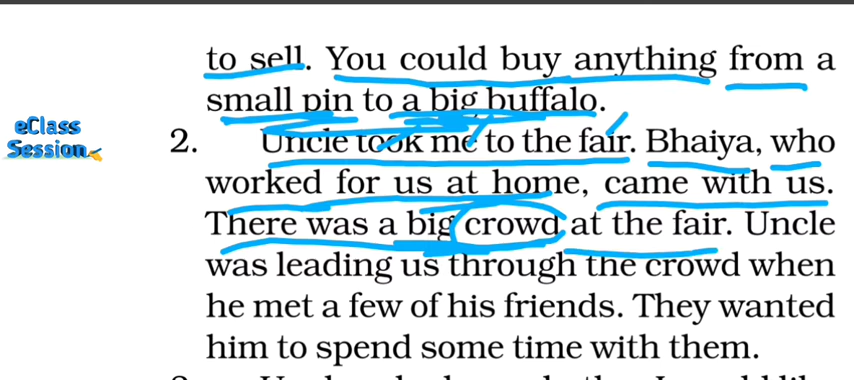 to sell. You could buy anything from a
small pin to a big buffalo.
eClass
Session
2. Uncle took me to the fair. Bhaiya, who
worked for us at home, came with us.
There was a big crowd at the fair. Uncle
was leading us through the crowd when
he met a few of his friends. They wanted
him to spend some time with them.